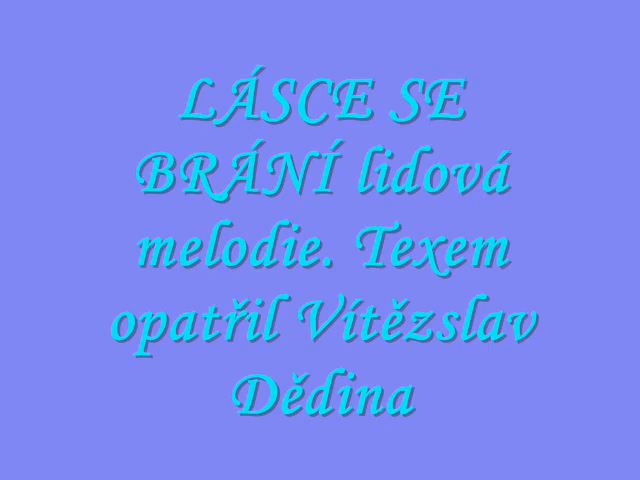 LÁSCE SE
BRÁNÍ lidová
melodie. Texem
opatřil Vítězslav
Dědina